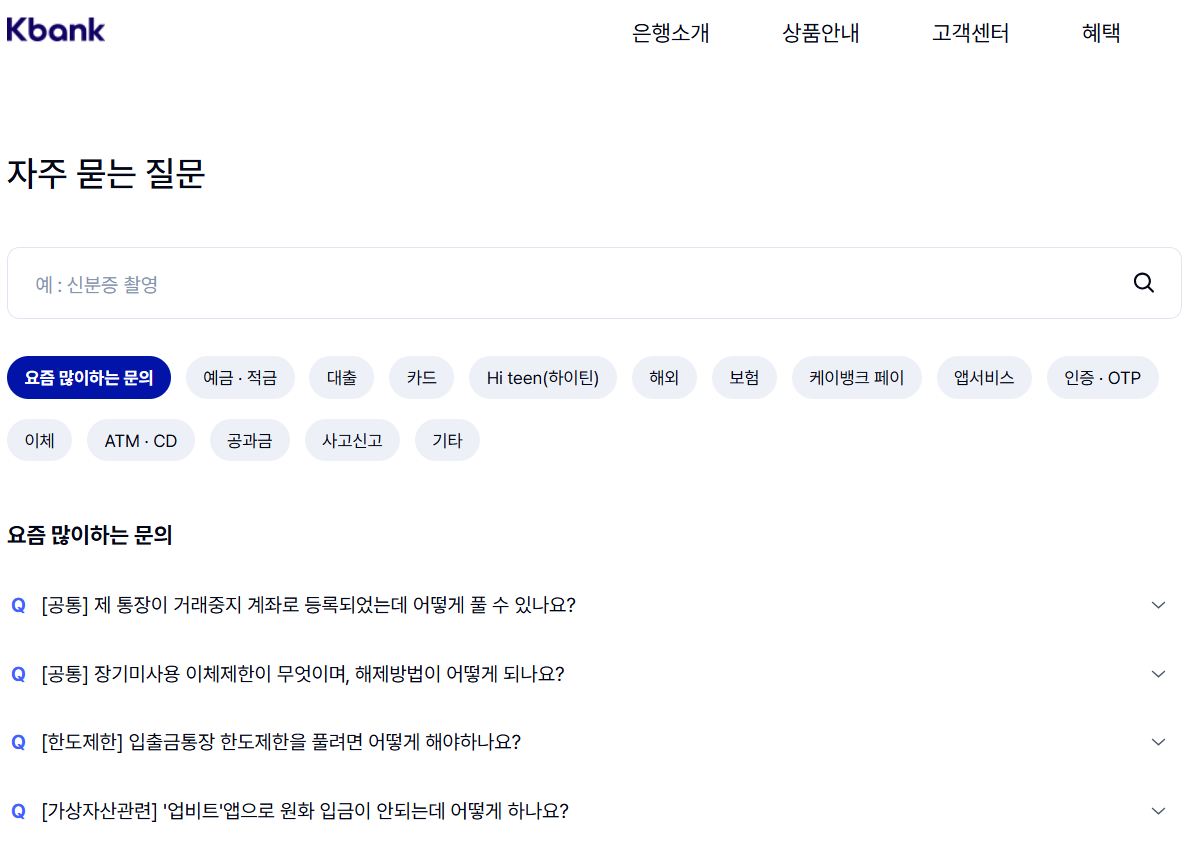 Kbank 은행소개 상품안내 고객센터 혜택
자주 묻는 질문
예 : 신분증 촬영
요즘 많이하는 문의 예금 · 적금 대출 카드 Hi teen(하이틴) 해외 보험 케이뱅크 페이 앱서비스 인증 · OTP
이체 ATM · CD 공과금 사고신고 기타
요즘 많이하는 문의
Q [공통] 제 통장이 거래중지 계좌로 등록되었는데 어떻게 풀 수 있나요?
Q [공통] 장기미사용 이체제한이 무엇이며, 해제방법이 어떻게 되나요?
Q [한도제한] 입출금통장 한도제한을 풀려면 어떻게 해야하나요?
Q [가상자산관련] '업비트'앱으로 원화 입금이 안되는데 어떻게 하나요?